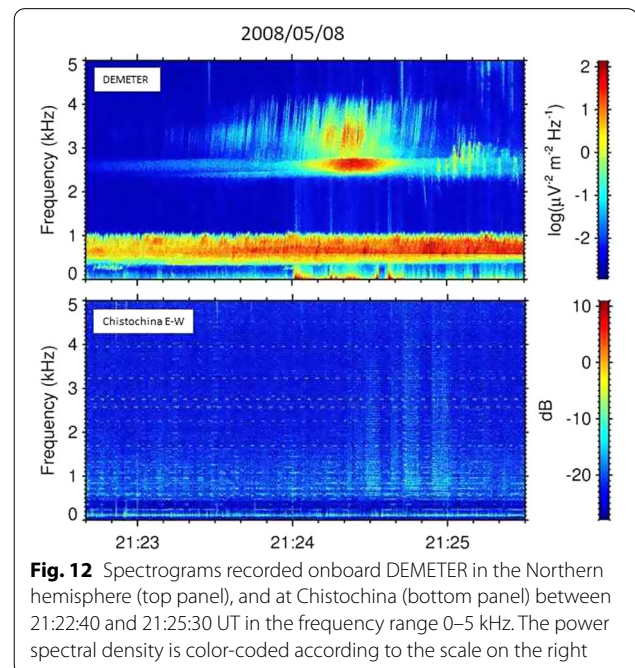 2008/05/08
DEMETER
Frequency (kHz)
5
4
3
2
1
0
2
1
0
-1
-2
log(μV⁻² m⁻² Hz⁻¹)
Chistochina E-W
Frequency (kHz)
5
4
3
2
1
0
10
0
-10
-20
dB
21:23
21:24
21:25
Fig. 12 Spectrograms recorded onboard DEMETER in the Northern
hemisphere (top panel), and at Chistochina (bottom panel) between
21:22:40 and 21:25:30 UT in the frequency range 0–5 kHz. The power
spectral density is color-coded according to the scale on the right